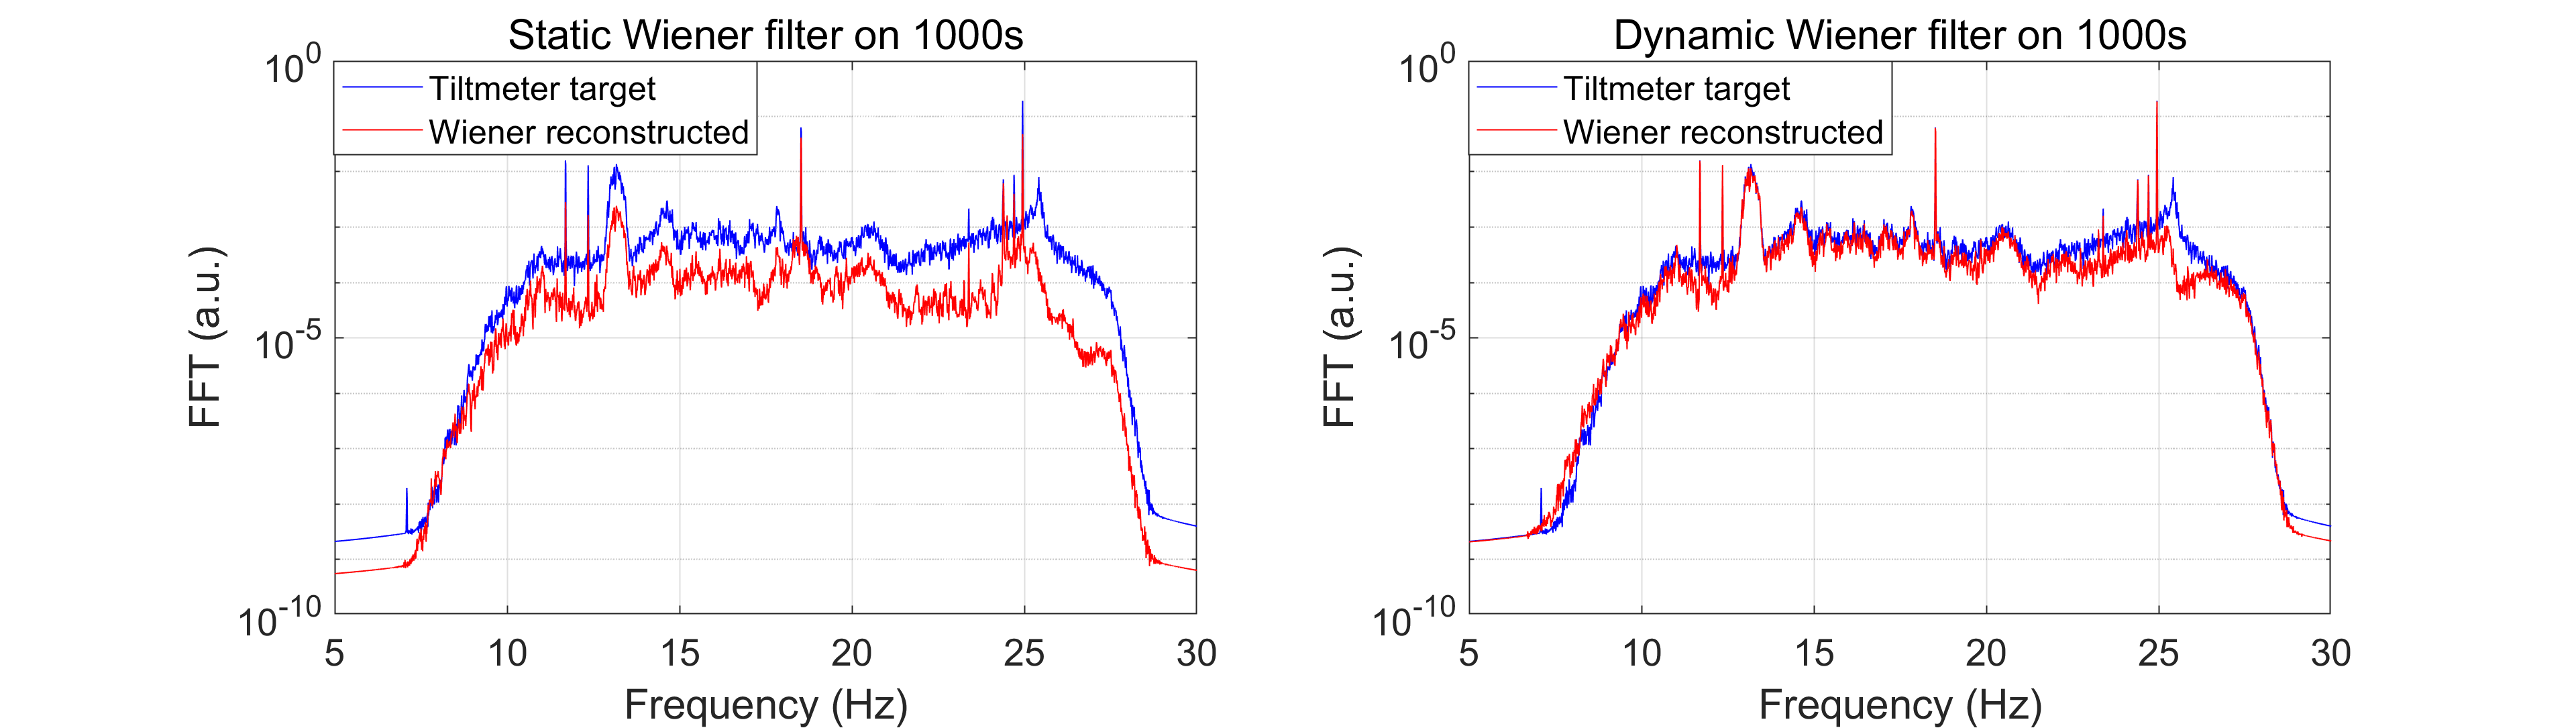 Static Wiener filter on 1000s
Tiltmeter target
Wiener reconstructed
FFT (a.u.)
10^0
10^-5
10^-10
5 10 15 20 25 30
Frequency (Hz)
Dynamic Wiener filter on 1000s
Tiltmeter target
Wiener reconstructed
FFT (a.u.)
10^0
10^-5
10^-10
5 10 15 20 25 30
Frequency (Hz)